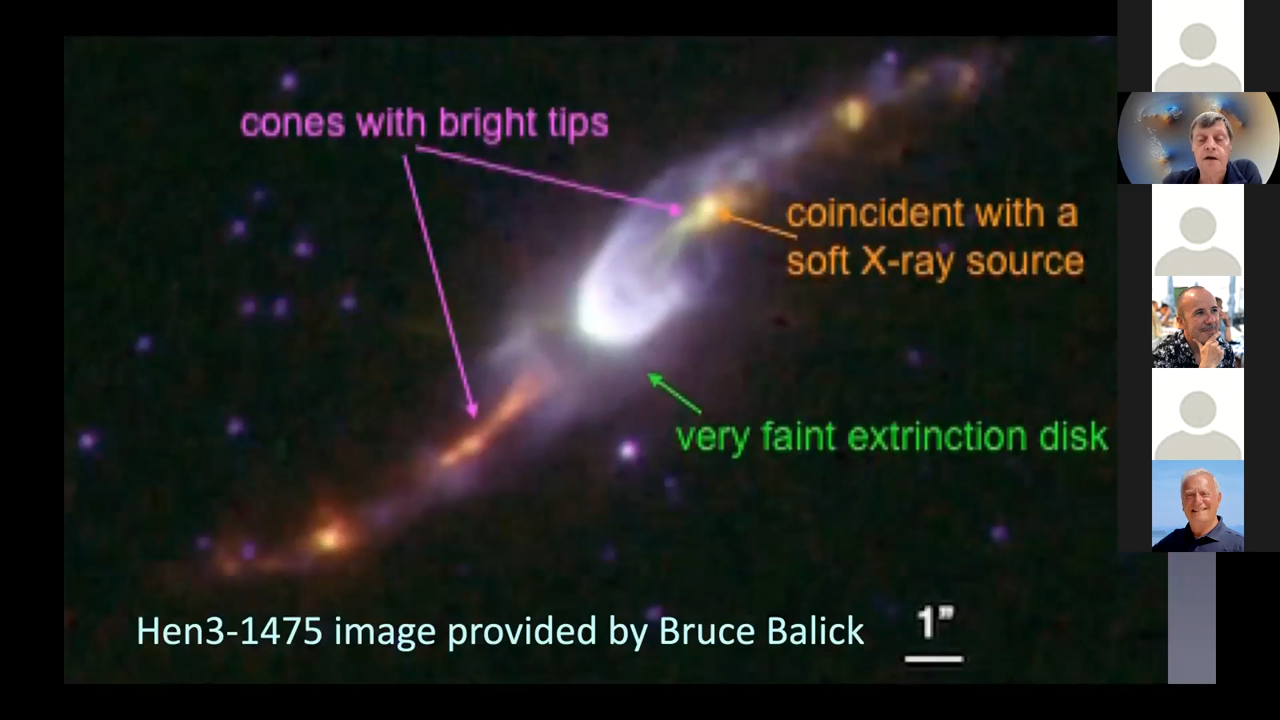 cones with bright tips
coincident with a
soft X-ray source
very faint extrinction disk
Hen3-1475 image provided by Bruce Balick
1”